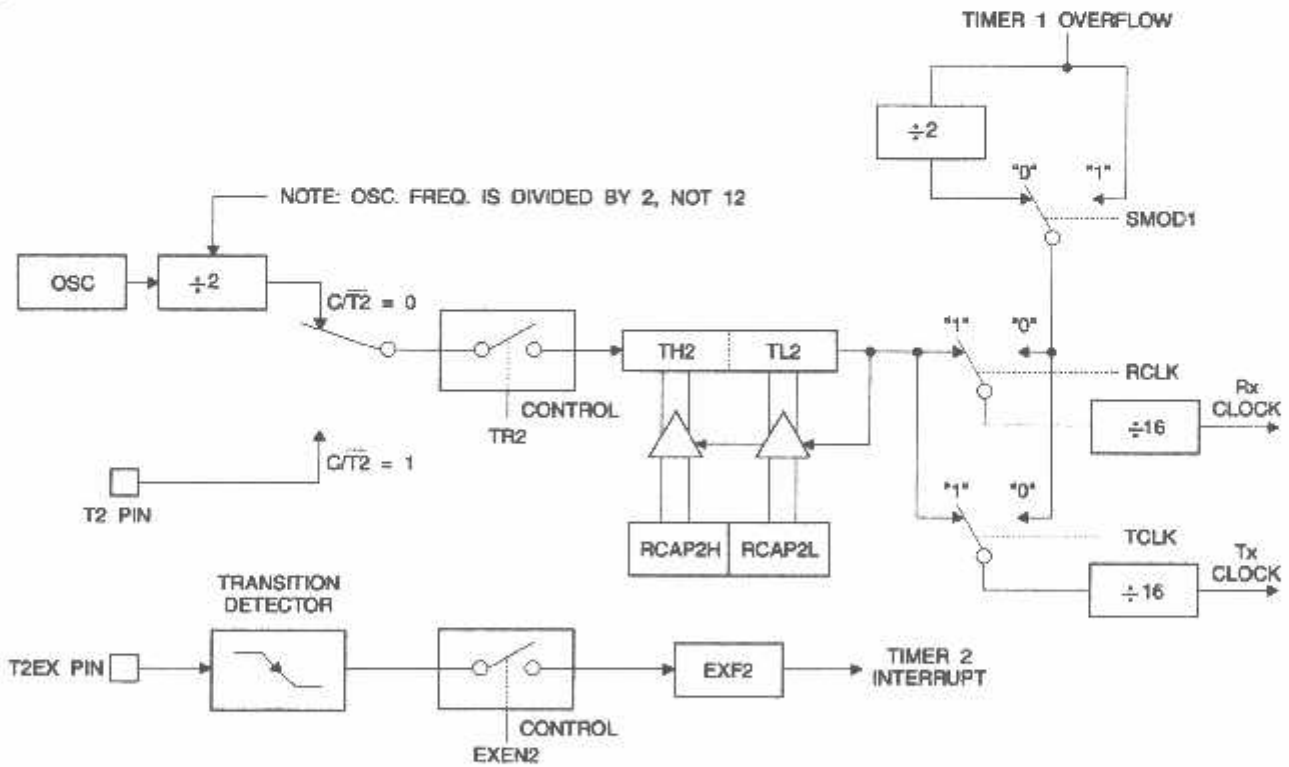 TIMER 1 OVERFLOW
÷2
"0" "1"
NOTE: OSC. FREQ. IS DIVIDED BY 2, NOT 12
SMOD1
OSC
÷2
C/T̅2̅ = 0
TH2
TL2
"1" "0"
RCLK
Rx
CLOCK
CONTROL
TR2
÷16
C/T̅2̅ = 1
T2 PIN
"1" "0"
RCAP2H
RCAP2L
TCLK
Tx
CLOCK
÷16
TRANSITION
DETECTOR
T2EX PIN
EXF2
TIMER 2
INTERRUPT
CONTROL
EXEN2